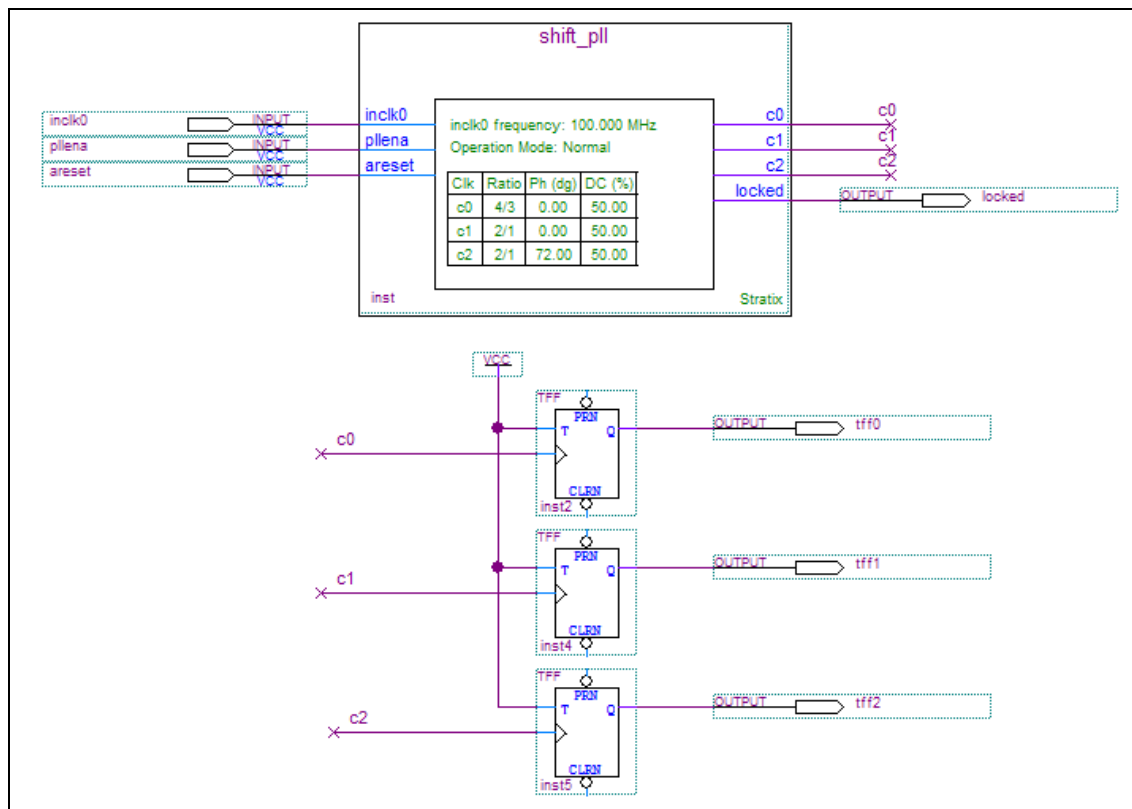 shift_pll
inclk0 INPUT VCC inclk0 inclk0 frequency: 100.000 MHz c0 c0
pllena INPUT VCC pllena Operation Mode: Normal c1 c1
areset INPUT VCC areset c2 c2
Clk Ratio Ph (dg) DC (%) locked OUTPUT locked
c0 4/3 0.00 50.00
c1 2/1 0.00 50.00
c2 2/1 72.00 50.00
inst Stratix
VCC
TFF
PRN
T Q OUTPUT tff0
c0
CLRN
inst2
TFF
PRN
T Q OUTPUT tff1
c1
CLRN
inst4
TFF
PRN
T Q OUTPUT tff2
c2
CLRN
inst5